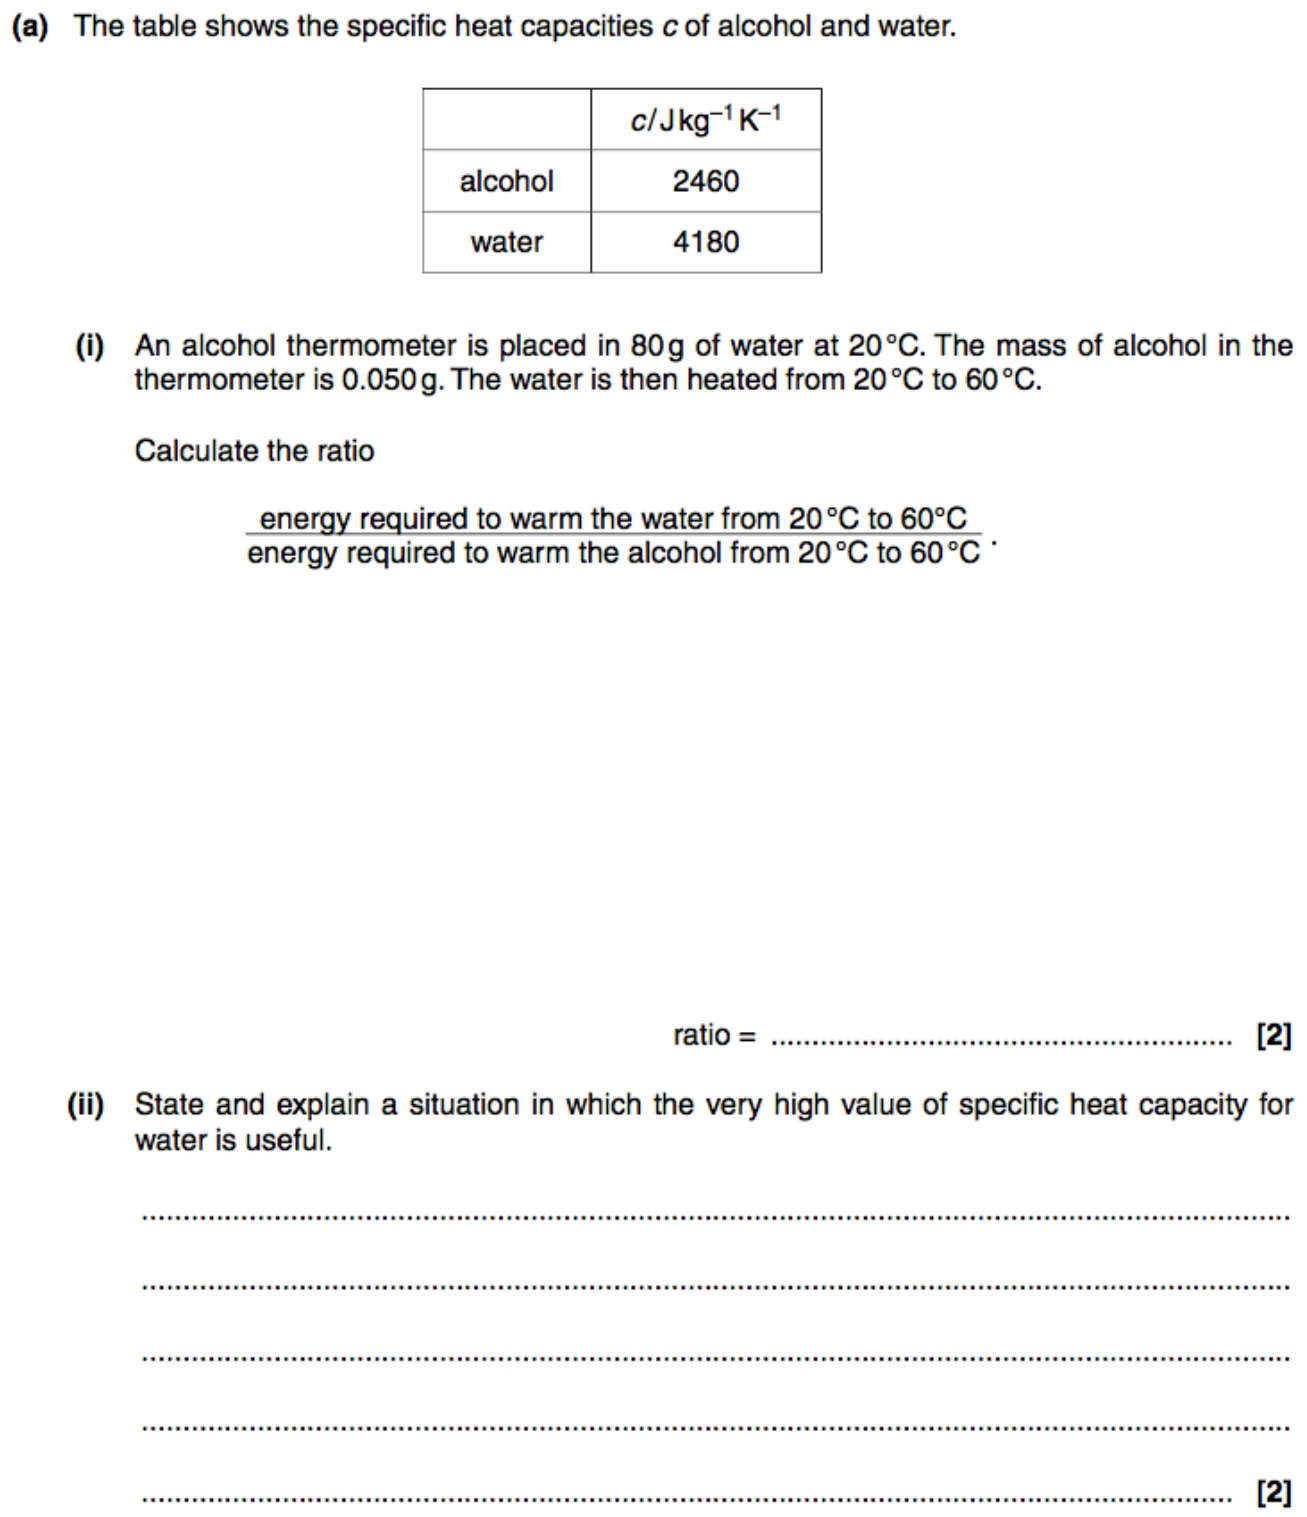 (a) The table shows the specific heat capacities c of alcohol and water.
c/Jkg⁻¹K⁻¹
alcohol 2460
water 4180
(i) An alcohol thermometer is placed in 80g of water at 20°C. The mass of alcohol in the
thermometer is 0.050g. The water is then heated from 20°C to 60°C.
Calculate the ratio
energy required to warm the water from 20°C to 60°C
energy required to warm the alcohol from 20°C to 60°C .
ratio = ........................................................ [2]
(ii) State and explain a situation in which the very high value of specific heat capacity for
water is useful.
..........................................................................................................................................
..........................................................................................................................................
..........................................................................................................................................
..........................................................................................................................................
................................................................................................................................... [2]